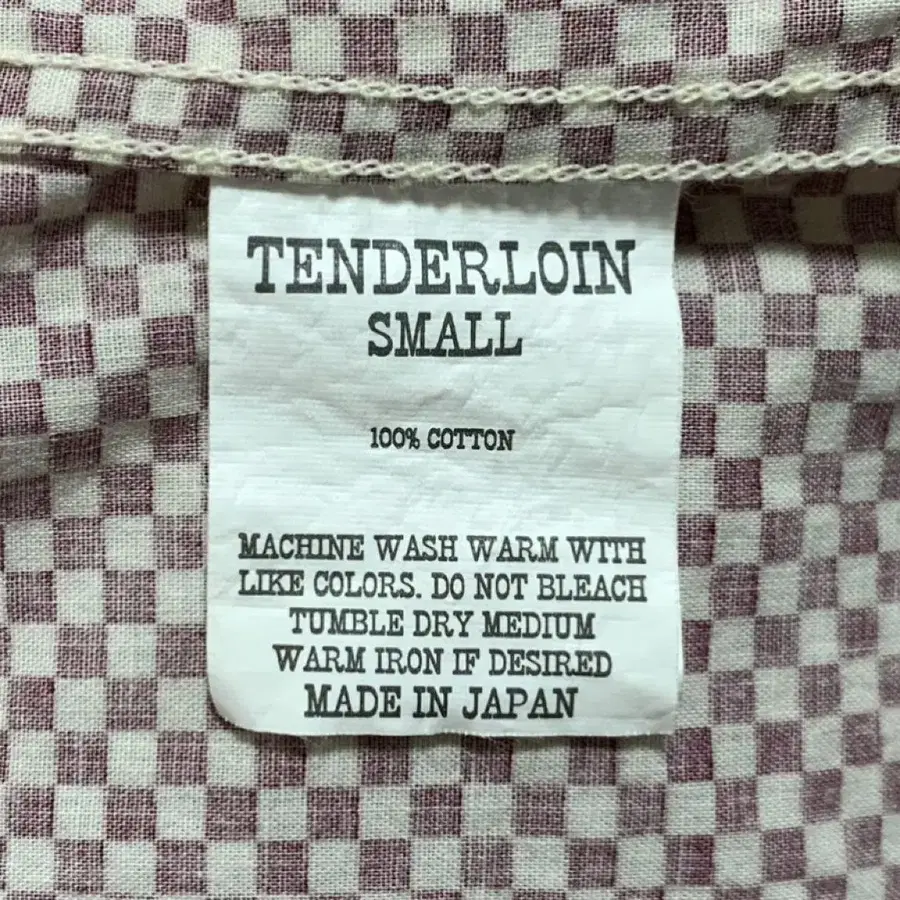 TENDERLOIN
SMALL
100% COTTON
MACHINE WASH WARM WITH
LIKE COLORS. DO NOT BLEACH
TUMBLE DRY MEDIUM
WARM IRON IF DESIRED
MADE IN JAPAN